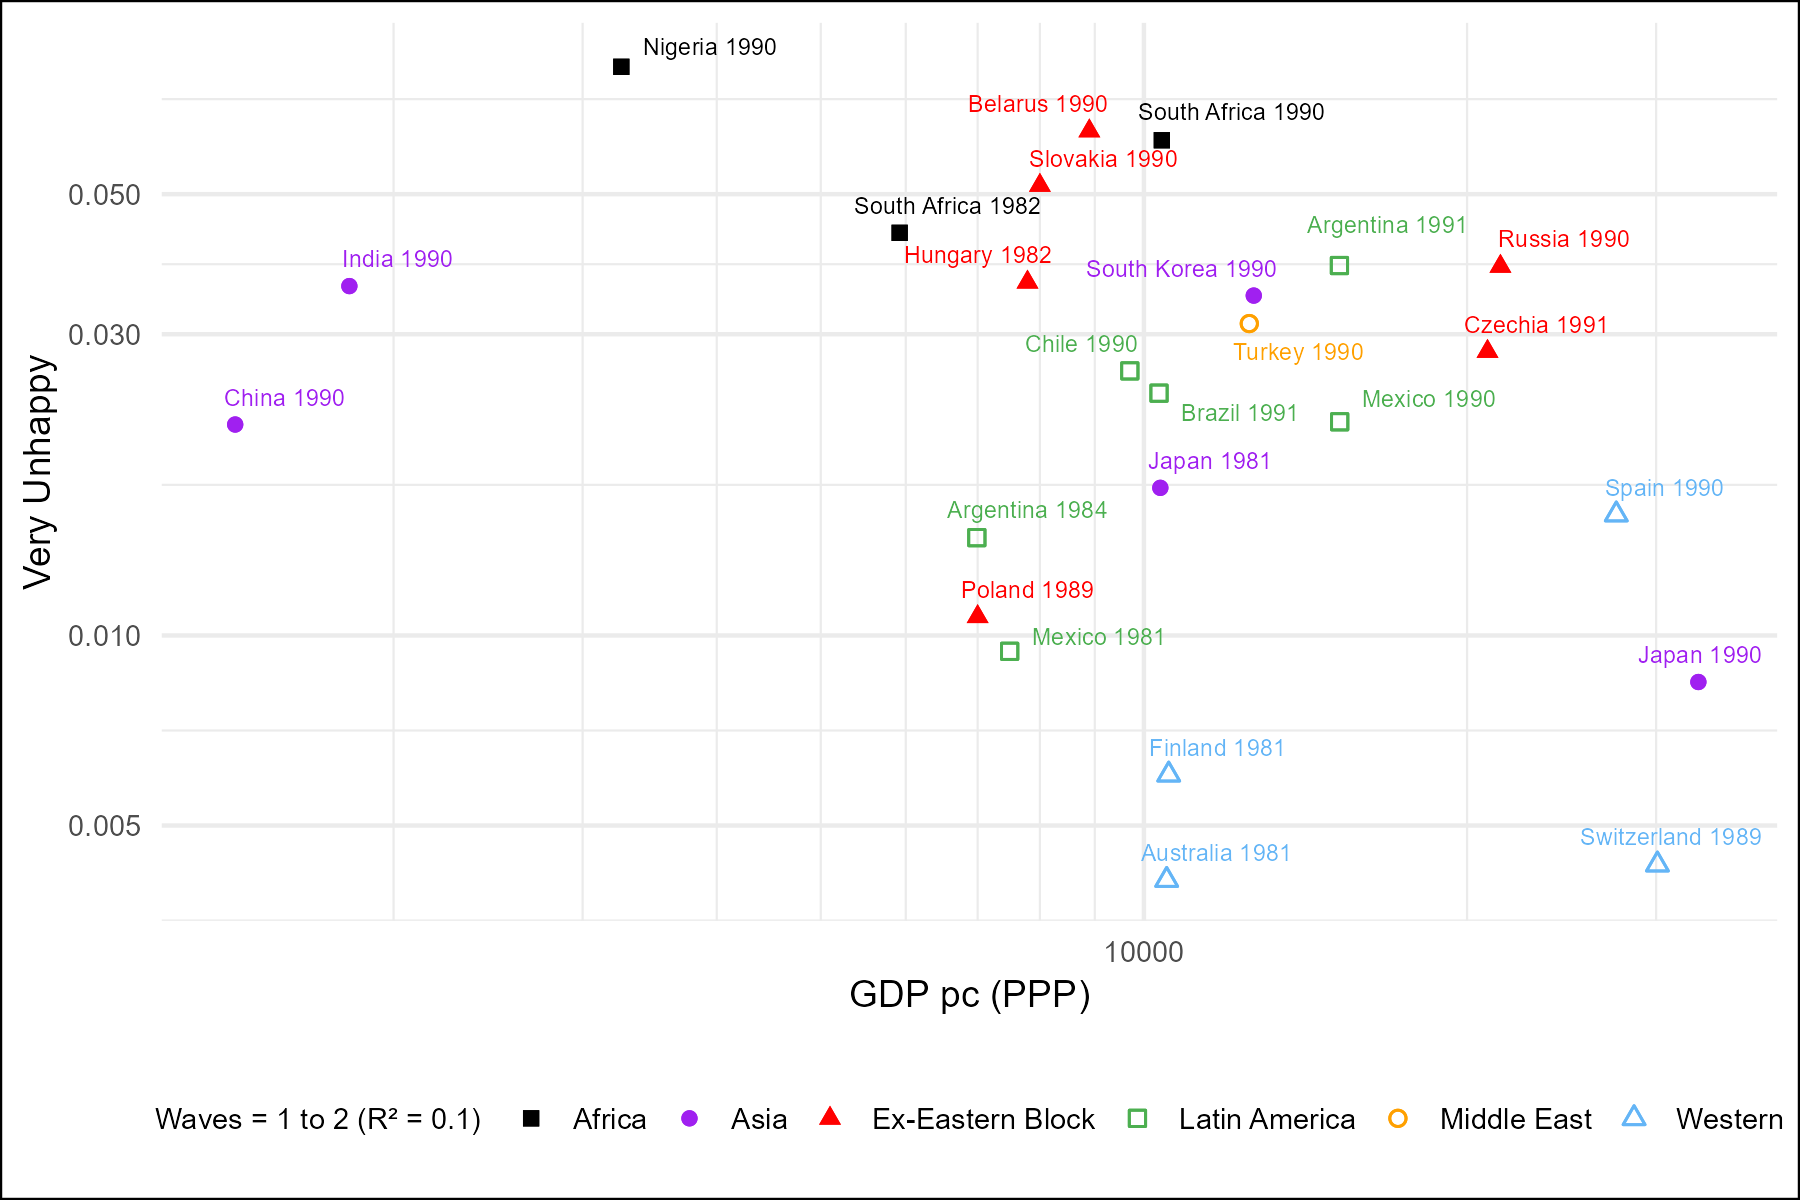 Nigeria 1990
Belarus 1990
South Africa 1990
Slovakia 1990
0.050
South Africa 1982
Argentina 1991
Russia 1990
Hungary 1982
India 1990
South Korea 1990
0.030
Czechia 1991
Chile 1990
Turkey 1990
China 1990
Mexico 1990
Brazil 1991
Very Unhappy
Japan 1981
Spain 1990
Argentina 1984
Poland 1989
0.010
Mexico 1981
Japan 1990
Finland 1981
0.005
Switzerland 1989
Australia 1981
10000
GDP pc (PPP)
Waves = 1 to 2 (R² = 0.1) Africa Asia Ex-Eastern Block Latin America Middle East Western